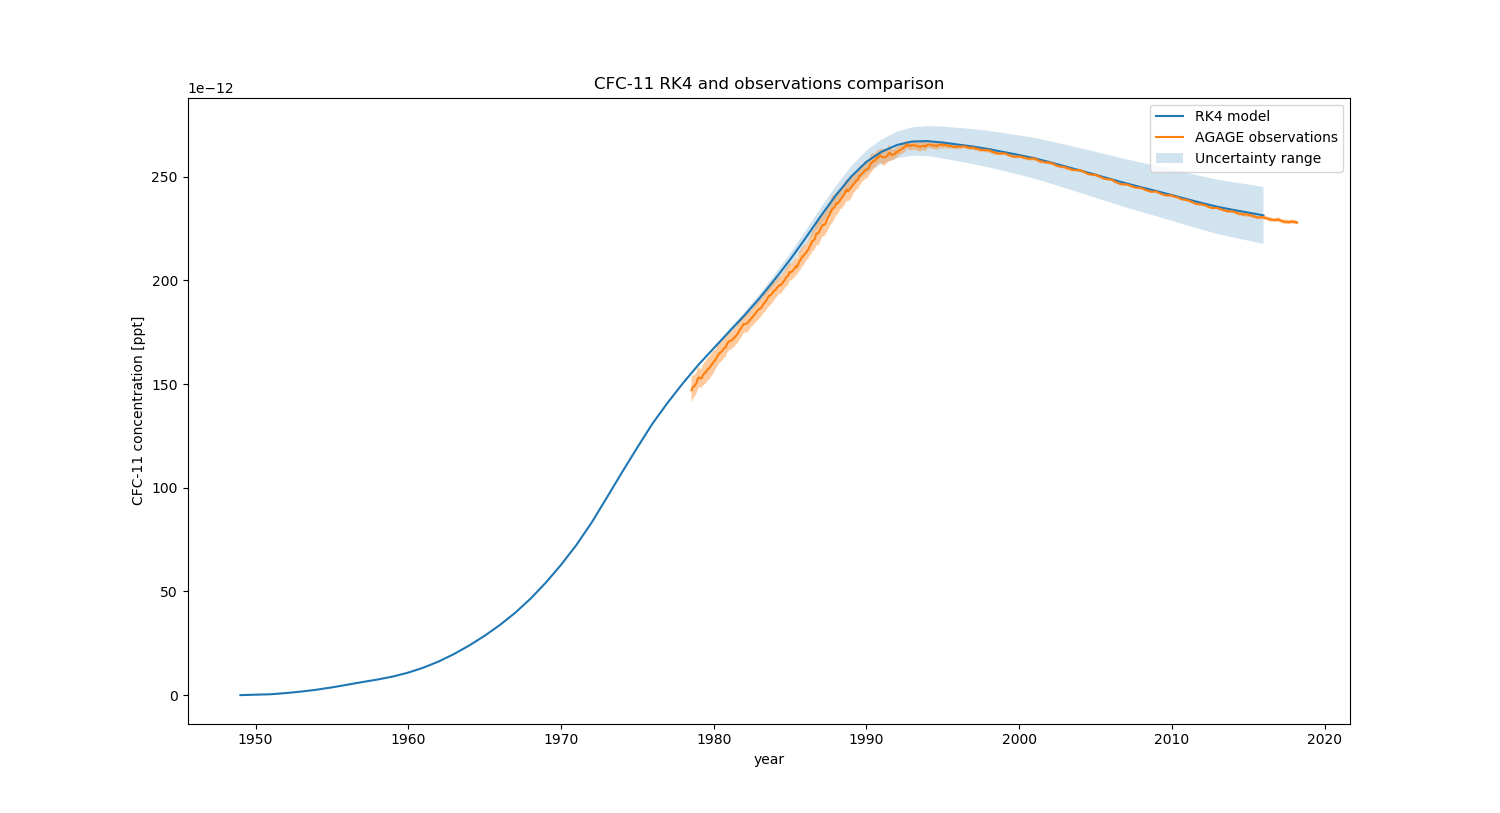 CFC-11 RK4 and observations comparison
1e−12
RK4 model
AGAGE observations
Uncertainty range
CFC-11 concentration [ppt]
250
200
150
100
50
0
1950 1960 1970 1980 1990 2000 2010 2020
year